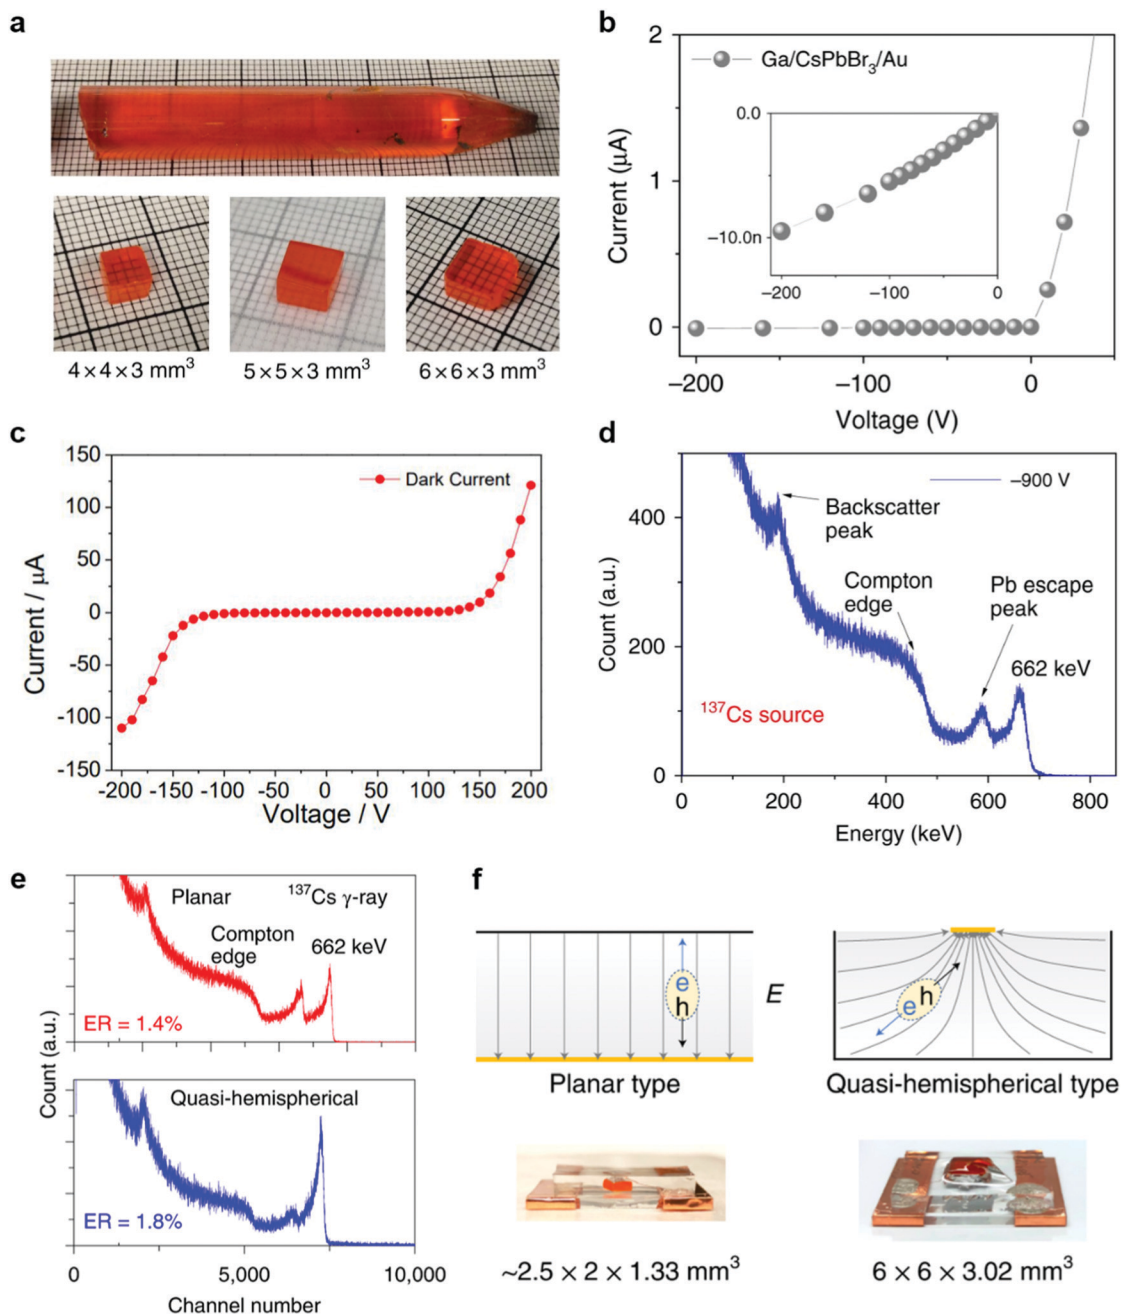 a
4 × 4 × 3 mm³
5 × 5 × 3 mm³
6 × 6 × 3 mm³
b
2
1
0
Current (μA)
Ga/CsPbBr₃/Au
0.0
−10.0n
−200
−100
0
−200
−100
0
Voltage (V)
c
150
100
50
0
-50
-100
-150
Current / μA
Dark Current
-200 -150 -100 -50 0 50 100 150 200
Voltage / V
d
400
200
0
Count (a.u.)
–900 V
Backscatter
peak
Compton
edge
Pb escape
peak
662 keV
¹³⁷Cs source
0
200
400
600
800
Energy (keV)
e
Planar
¹³⁷Cs γ-ray
Compton
edge
662 keV
ER = 1.4%
Count (a.u.)
Quasi-hemispherical
ER = 1.8%
0
5,000
10,000
Channel number
f
e
h
E
e h
Planar type
Quasi-hemispherical type
~2.5 × 2 × 1.33 mm³
6 × 6 × 3.02 mm³